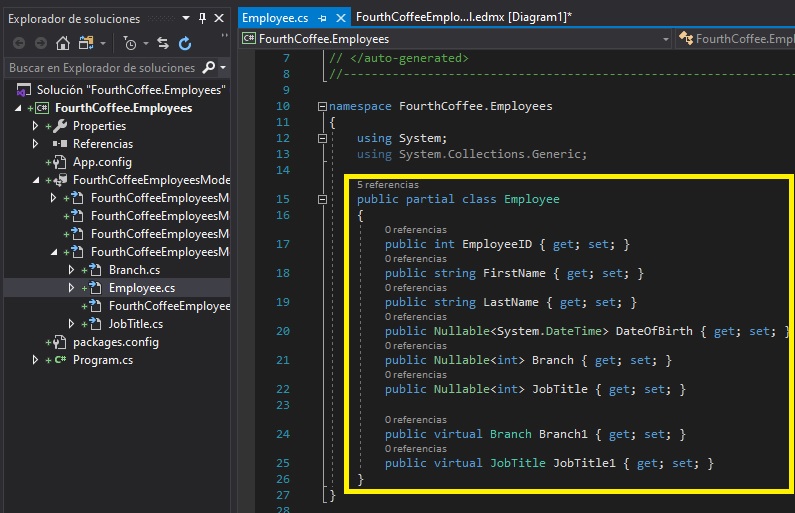 Explorador de soluciones
Buscar en Explorador de soluciones
Solución "FourthCoffee.Employees"
FourthCoffee.Employees
Properties
Referencias
App.config
FourthCoffeeEmployeesMode
FourthCoffeeEmployeesM
FourthCoffeeEmployeesM
FourthCoffeeEmployeesM
FourthCoffeeEmployeesM
Branch.cs
Employee.cs
FourthCoffeeEmployee
JobTitle.cs
packages.config
Program.cs
Employee.cs
FourthCoffeeEmplo...l.edmx [Diagram1]*
FourthCoffee.Employees
FourthCoffee.Empl
7 // </auto-generated>
8 //------------------------------------------------------------------------------
9
10 namespace FourthCoffee.Employees
11 {
12 using System;
13 using System.Collections.Generic;
14
5 referencias
15 public partial class Employee
16 {
0 referencias
17 public int EmployeeID { get; set; }
0 referencias
18 public string FirstName { get; set; }
0 referencias
19 public string LastName { get; set; }
0 referencias
20 public Nullable<System.DateTime> DateOfBirth { get; set; }
0 referencias
21 public Nullable<int> Branch { get; set; }
0 referencias
22 public Nullable<int> JobTitle { get; set; }
23
0 referencias
24 public virtual Branch Branch1 { get; set; }
0 referencias
25 public virtual JobTitle JobTitle1 { get; set; }
26 }
27 }
28